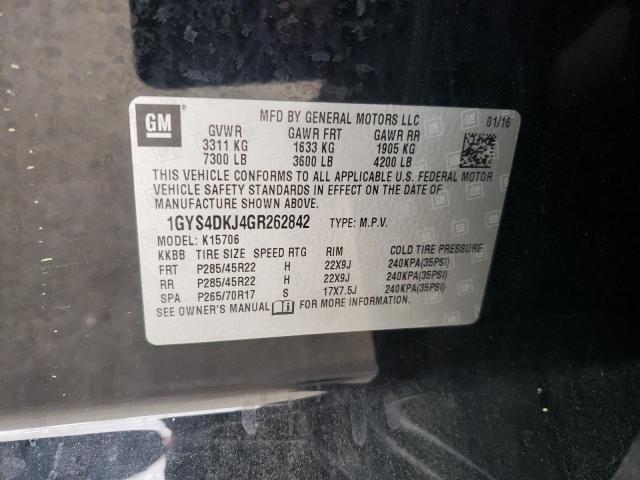 GM
MFD BY GENERAL MOTORS LLC 01/16
GVWR GAWR FRT GAWR RR
3311 KG 1633 KG 1905 KG
7300 LB 3600 LB 4200 LB
THIS VEHICLE CONFORMS TO ALL APPLICABLE U.S. FEDERAL MOTOR
VEHICLE SAFETY STANDARDS IN EFFECT ON THE DATE OF
MANUFACTURE SHOWN ABOVE.
1GYS4DKJ4GR262842 TYPE: M.P.V.
MODEL: K15706
KKBB TIRE SIZE SPEED RTG RIM COLD TIRE PRESSURE
FRT P285/45R22 H 22X9J 240KPA(35PSI)
RR P285/45R22 H 22X9J 240KPA(35PSI)
SPA P265/70R17 S 17X7.5J 240KPA(35PSI)
SEE OWNER'S MANUAL FOR MORE INFORMATION.